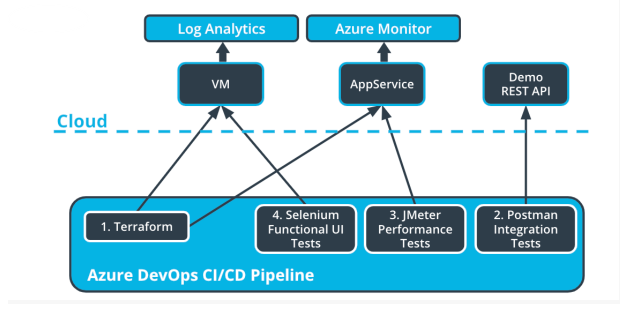 Log Analytics
Azure Monitor
VM
AppService
Demo
REST API
Cloud
1. Terraform
4. Selenium
Functional UI
Tests
3. JMeter
Performance
Tests
2. Postman
Integration
Tests
Azure DevOps CI/CD Pipeline